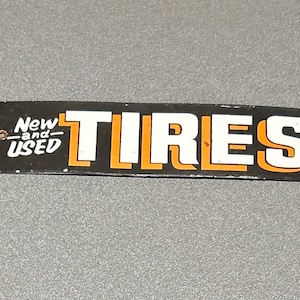 New
and
USED
TIRES